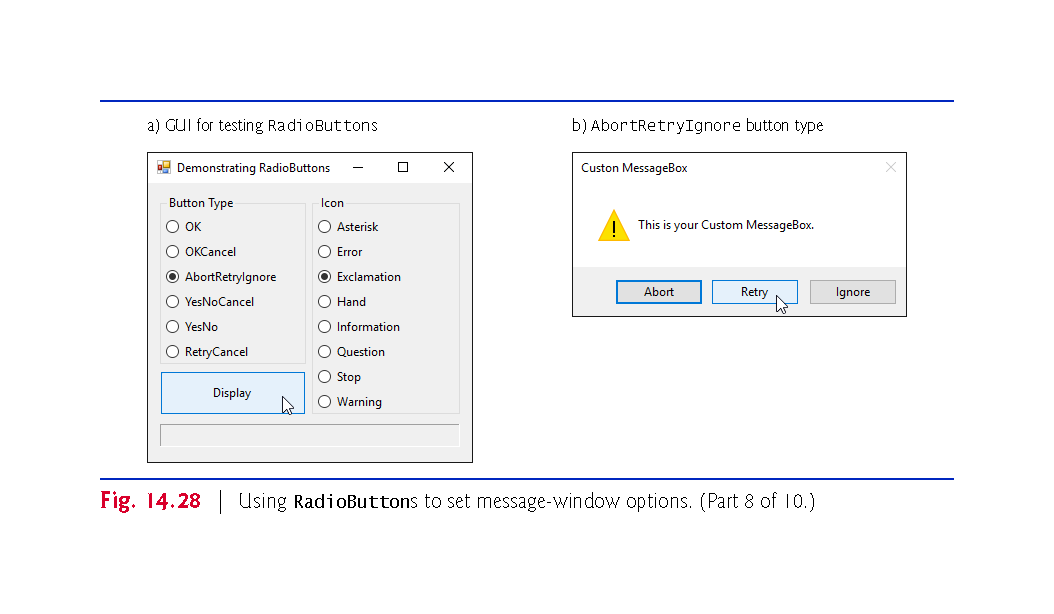 a) GUI for testing RadioButtons
Demonstrating RadioButtons
Button Type
OK
OKCancel
AbortRetryIgnore
YesNoCancel
YesNo
RetryCancel
Display
Icon
Asterisk
Error
Exclamation
Hand
Information
Question
Stop
Warning
b) AbortRetryIgnore button type
Custon MessageBox
This is your Custom MessageBox.
Abort Retry Ignore
Fig. 14.28 | Using RadioButtons to set message-window options. (Part 8 of 10.)